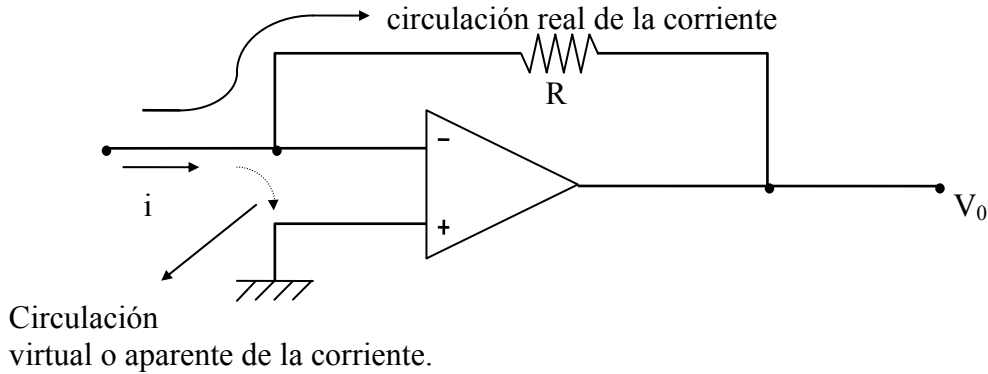 circulación real de la corriente
R
−
i
+
V₀
Circulación
virtual o aparente de la corriente.